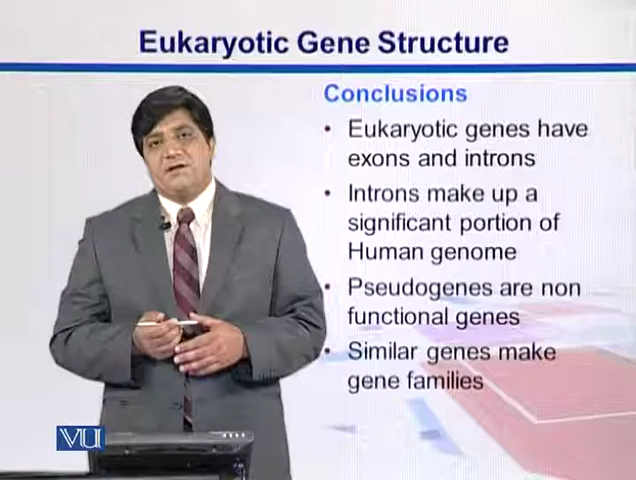 Eukaryotic Gene Structure
Conclusions
• Eukaryotic genes have
exons and introns
• Introns make up a
significant portion of
Human genome
• Pseudogenes are non
functional genes
• Similar genes make
gene families
VU